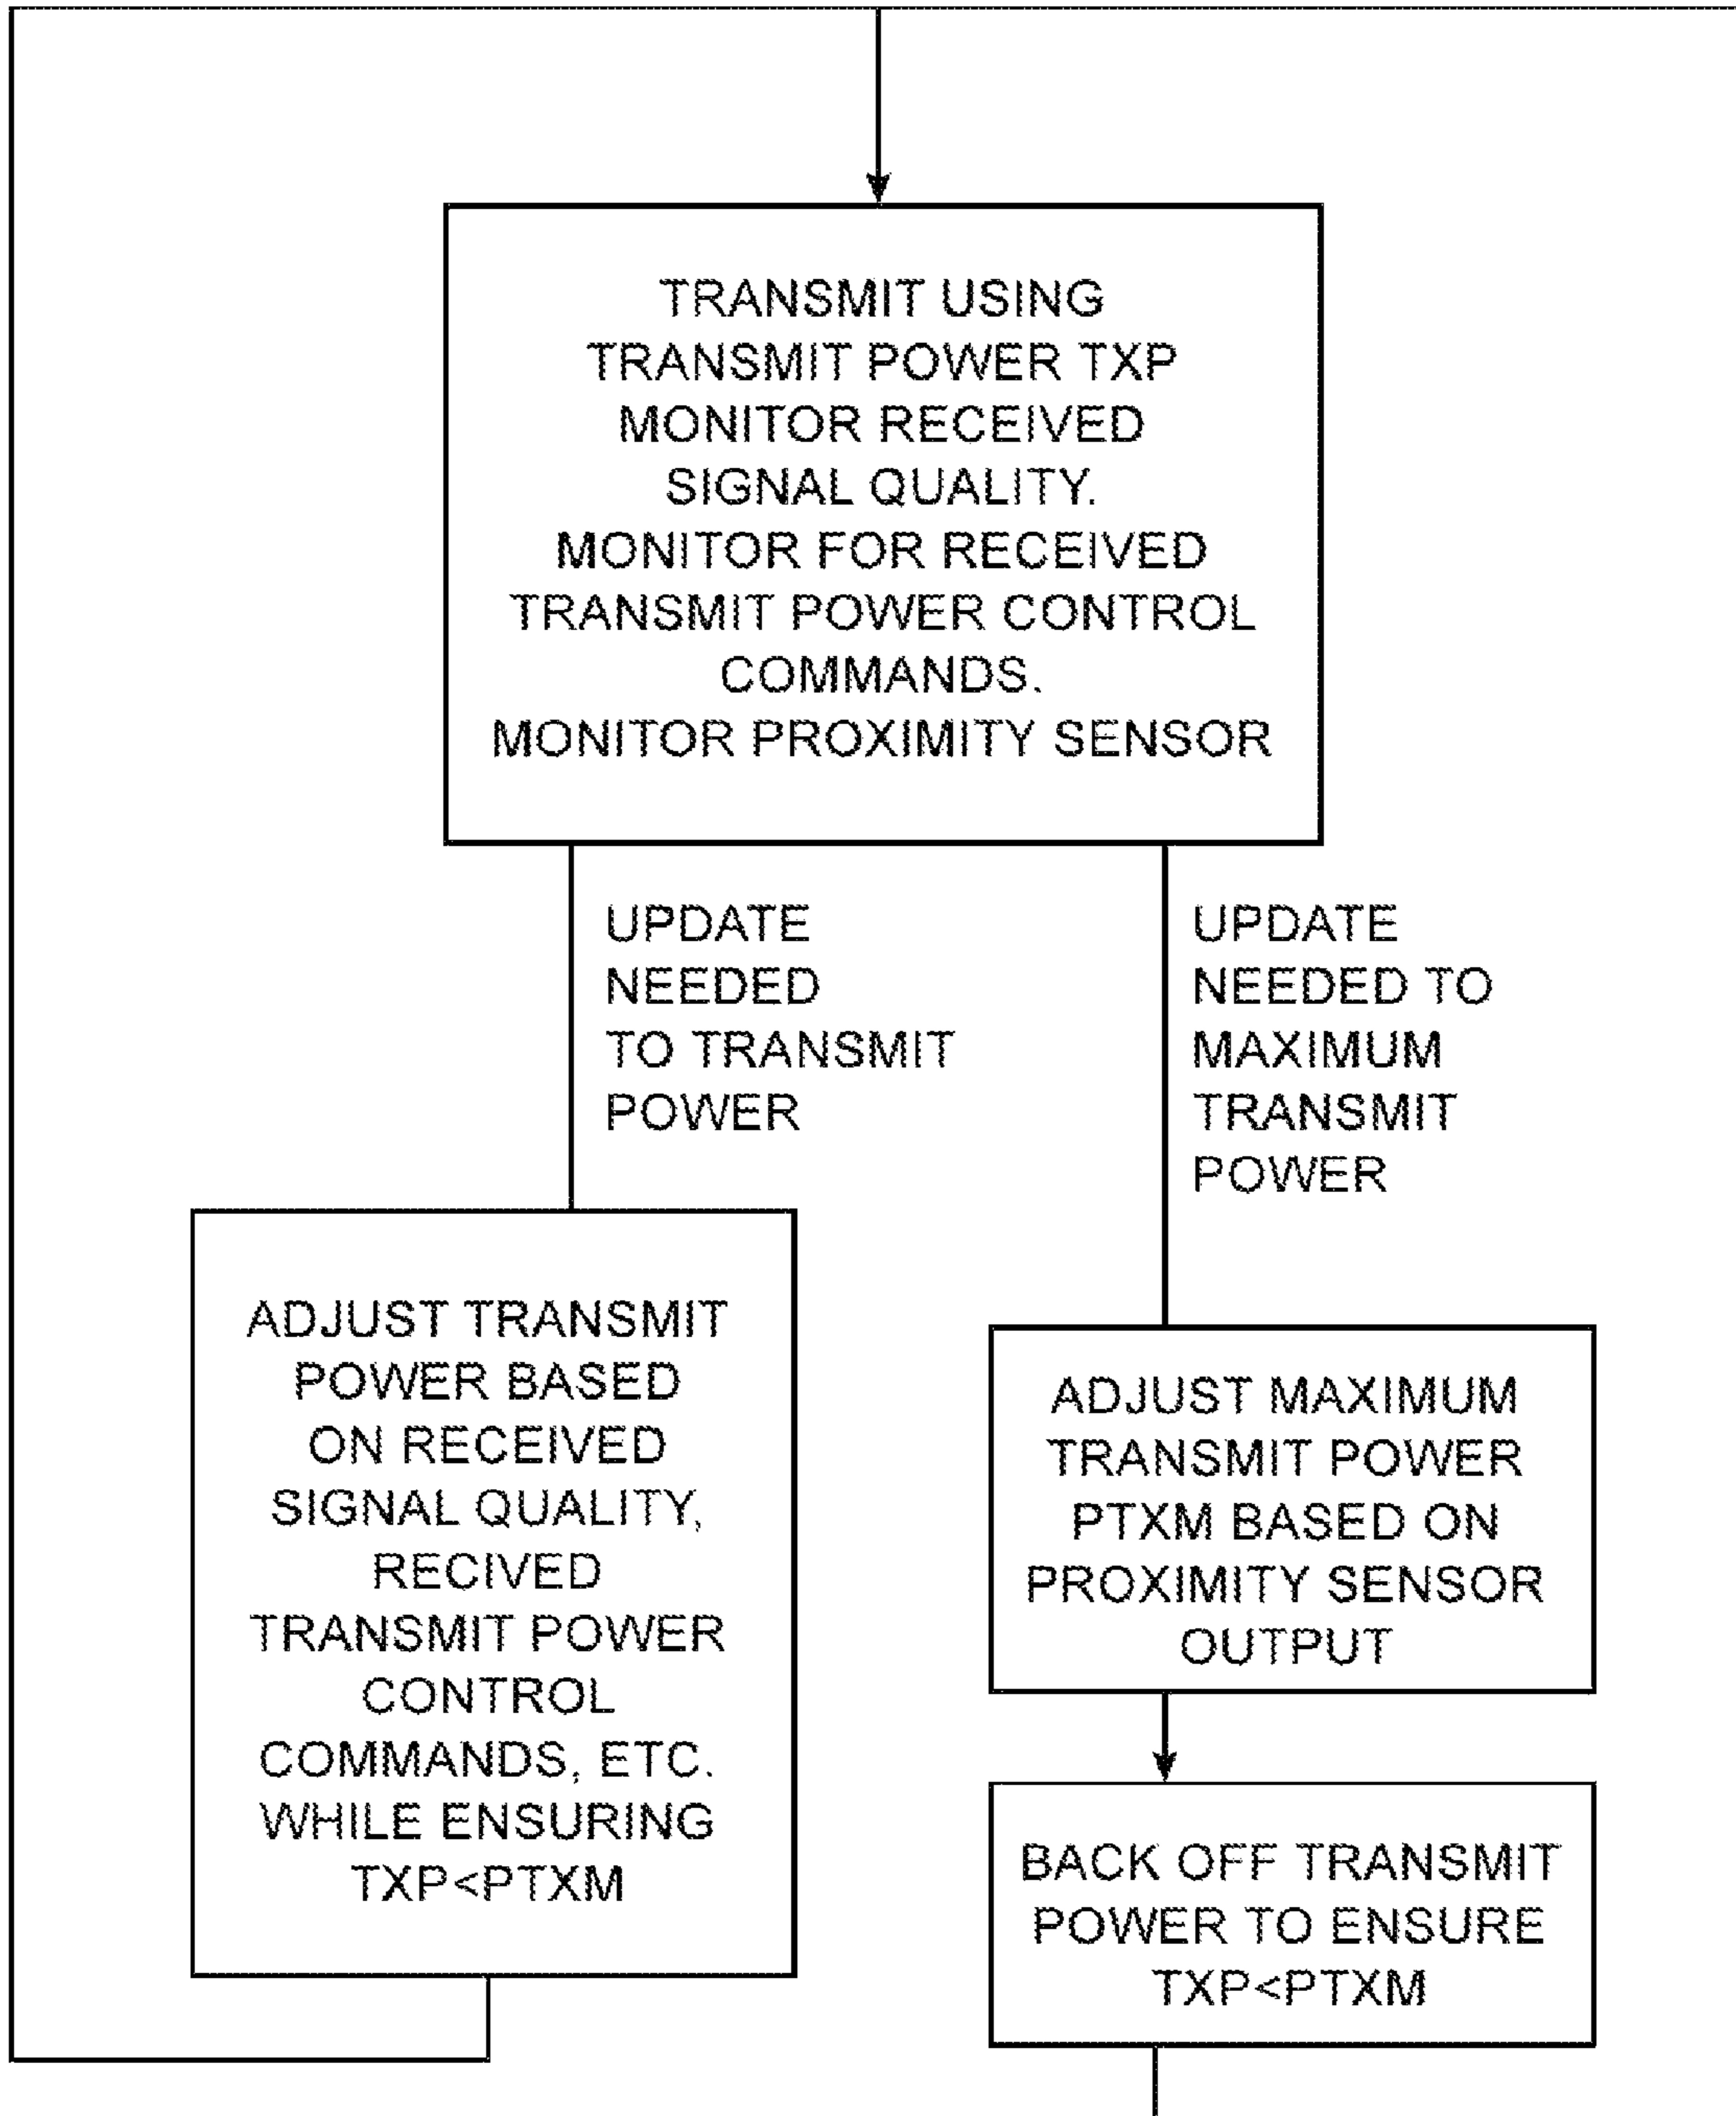 TRANSMIT USING
TRANSMIT POWER TXP
MONITOR RECEIVED
SIGNAL QUALITY.
MONITOR FOR RECEIVED
TRANSMIT POWER CONTROL
COMMANDS.
MONITOR PROXIMITY SENSOR
UPDATE
NEEDED
TO TRANSMIT
POWER
UPDATE
NEEDED TO
MAXIMUM
TRANSMIT
POWER
ADJUST TRANSMIT
POWER BASED
ON RECEIVED
SIGNAL QUALITY,
RECIVED
TRANSMIT POWER
CONTROL
COMMANDS, ETC.
WHILE ENSURING
TXP<PTXM
ADJUST MAXIMUM
TRANSMIT POWER
PTXM BASED ON
PROXIMITY SENSOR
OUTPUT
BACK OFF TRANSMIT
POWER TO ENSURE
TXP<PTXM